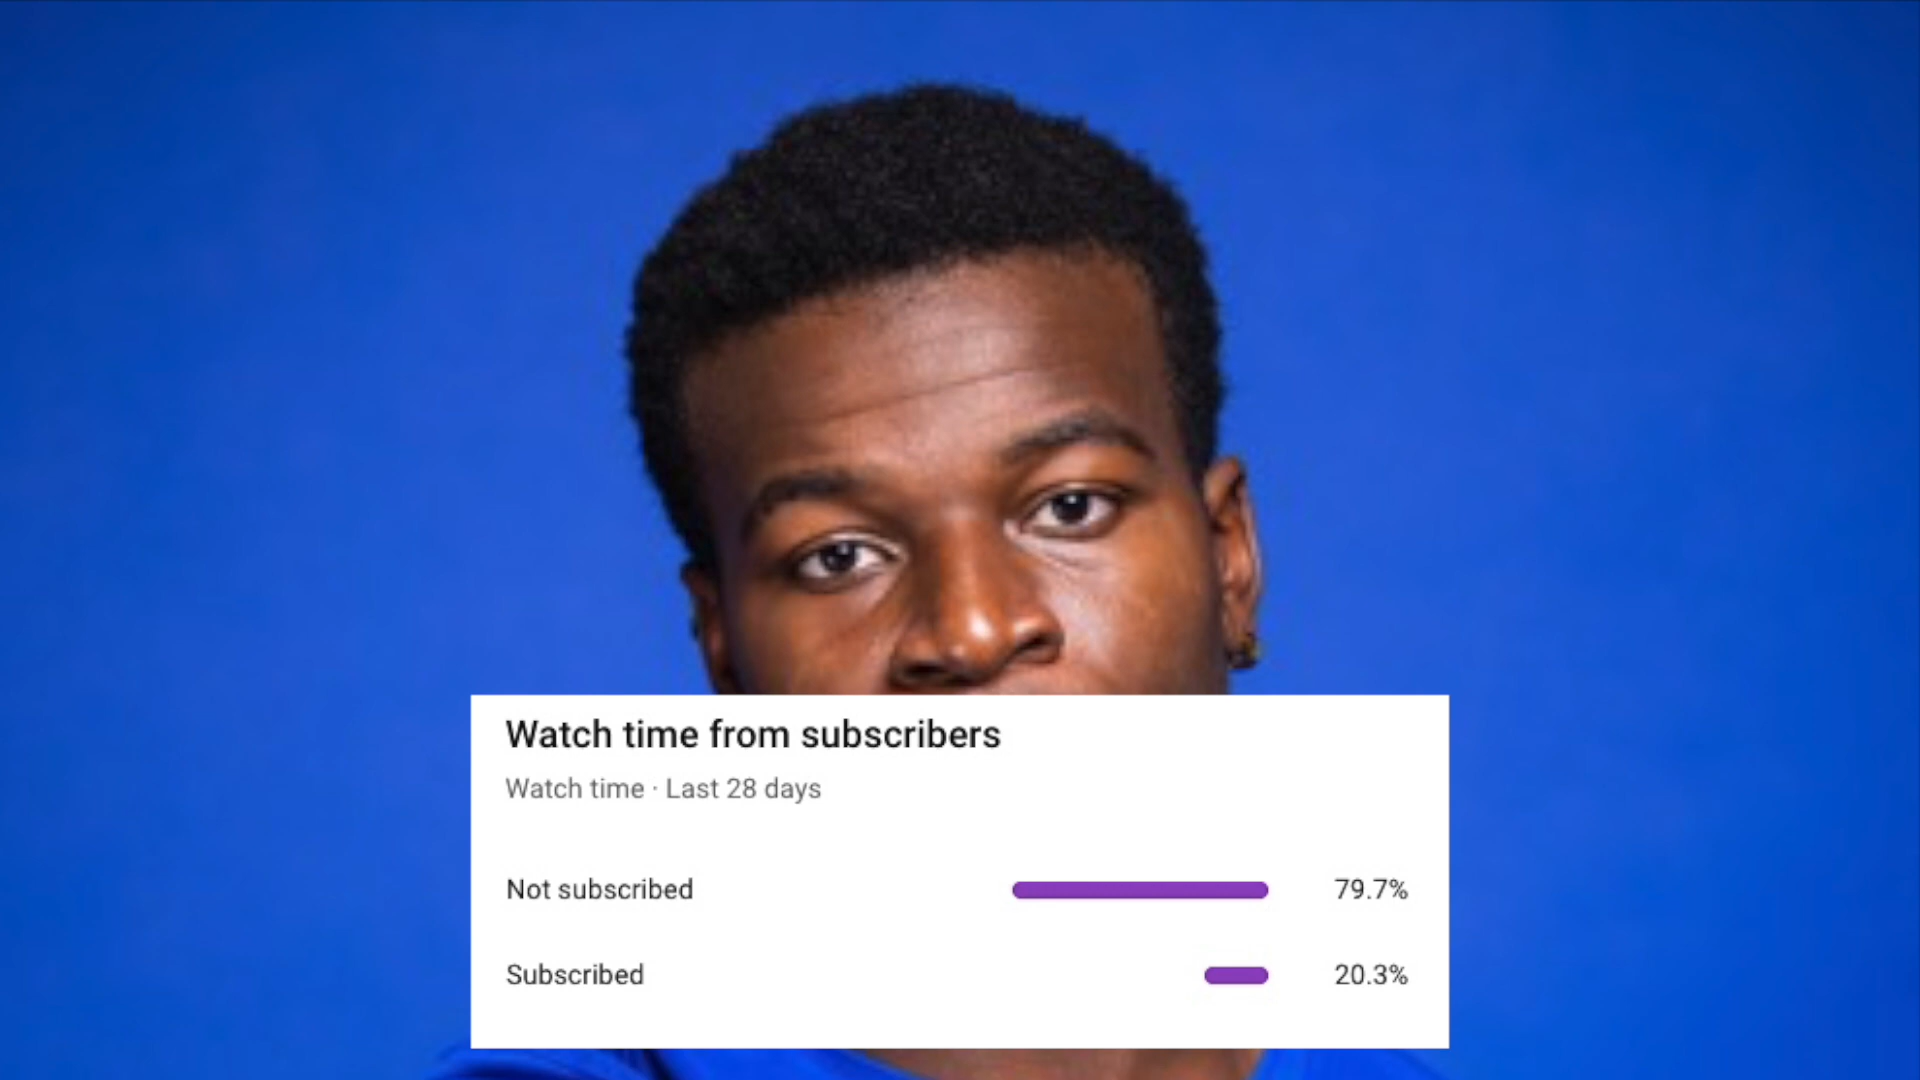 Watch time from subscribers
Watch time · Last 28 days
Not subscribed 79.7%
Subscribed 20.3%